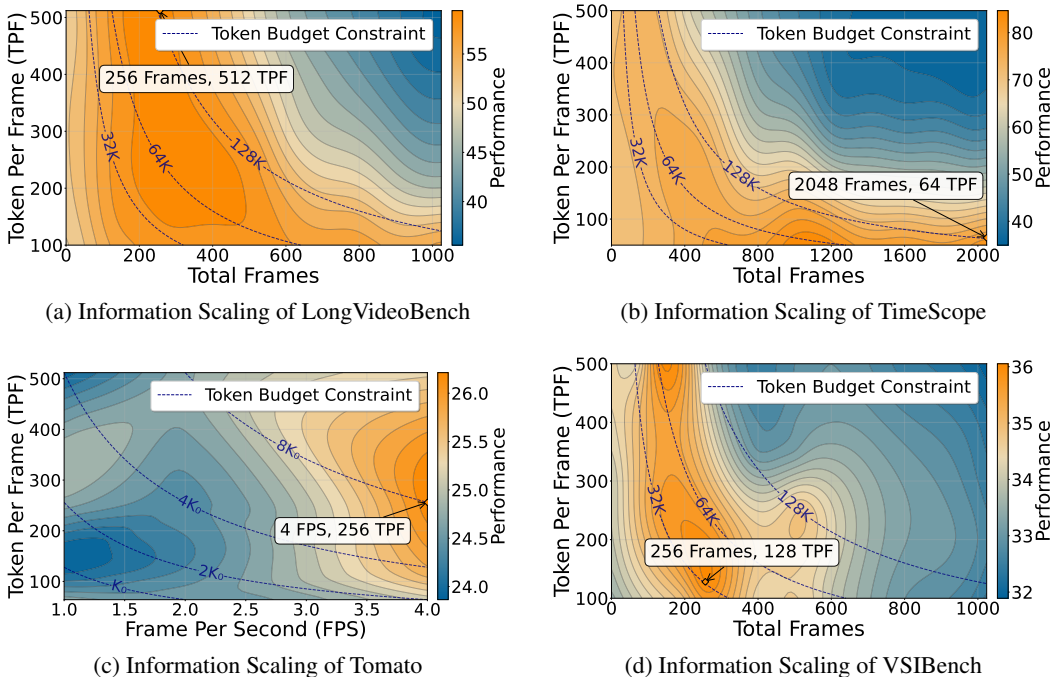 Token Per Frame (TPF)
500
400
300
200
100
0
200
400
600
800
1000
Total Frames
Token Budget Constraint
256 Frames, 512 TPF
32K
64K
128K
55
50
45
40
Performance
(a) Information Scaling of LongVideoBench
Token Per Frame (TPF)
500
400
300
200
100
0
400
800
1200
1600
2000
Total Frames
Token Budget Constraint
2048 Frames, 64 TPF
32K
64K
128K
80
70
60
50
40
Performance
(b) Information Scaling of TimeScope
Token Per Frame (TPF)
500
400
300
200
100
1.0
1.5
2.0
2.5
3.0
3.5
4.0
Frame Per Second (FPS)
Token Budget Constraint
8K₀
4K₀
4 FPS, 256 TPF
2K₀
K₀
26.0
25.5
25.0
24.5
24.0
Performance
(c) Information Scaling of Tomato
Token Per Frame (TPF)
500
400
300
200
100
0
200
400
600
800
1000
Total Frames
Token Budget Constraint
32K
64K
128K
256 Frames, 128 TPF
36
35
34
33
32
Performance
(d) Information Scaling of VSIBench